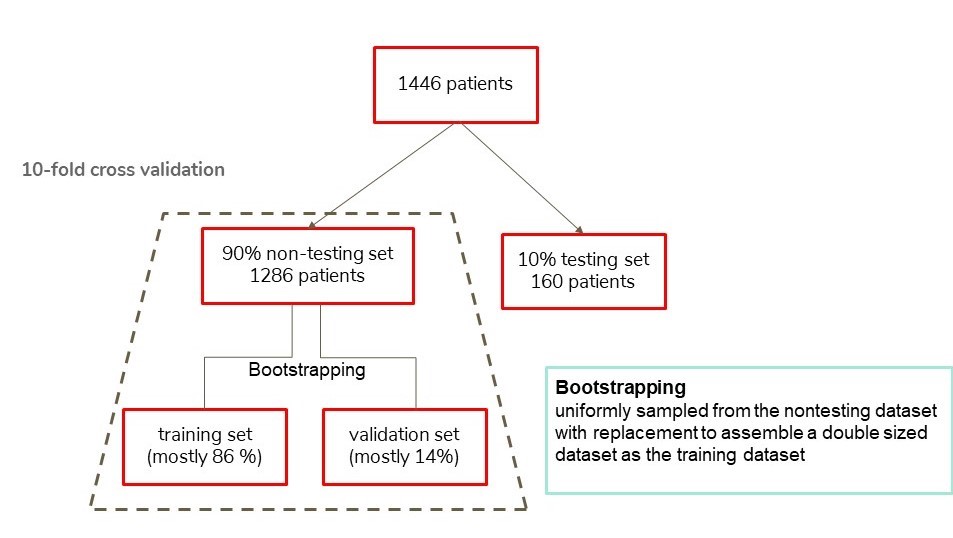 1446 patients
10-fold cross validation
90% non-testing set
1286 patients
10% testing set
160 patients
Bootstrapping
training set
(mostly 86 %)
validation set
(mostly 14%)
Bootstrapping
uniformly sampled from the nontesting dataset
with replacement to assemble a double sized
dataset as the training dataset